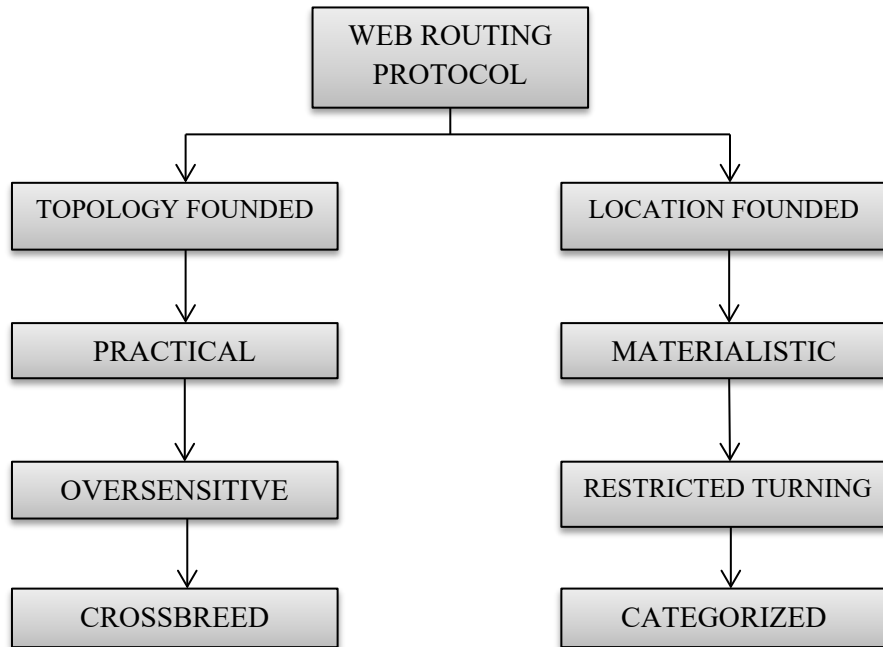 WEB ROUTING
PROTOCOL
TOPOLOGY FOUNDED
LOCATION FOUNDED
PRACTICAL
MATERIALISTIC
OVERSENSITIVE
RESTRICTED TURNING
CROSSBREED
CATEGORIZED